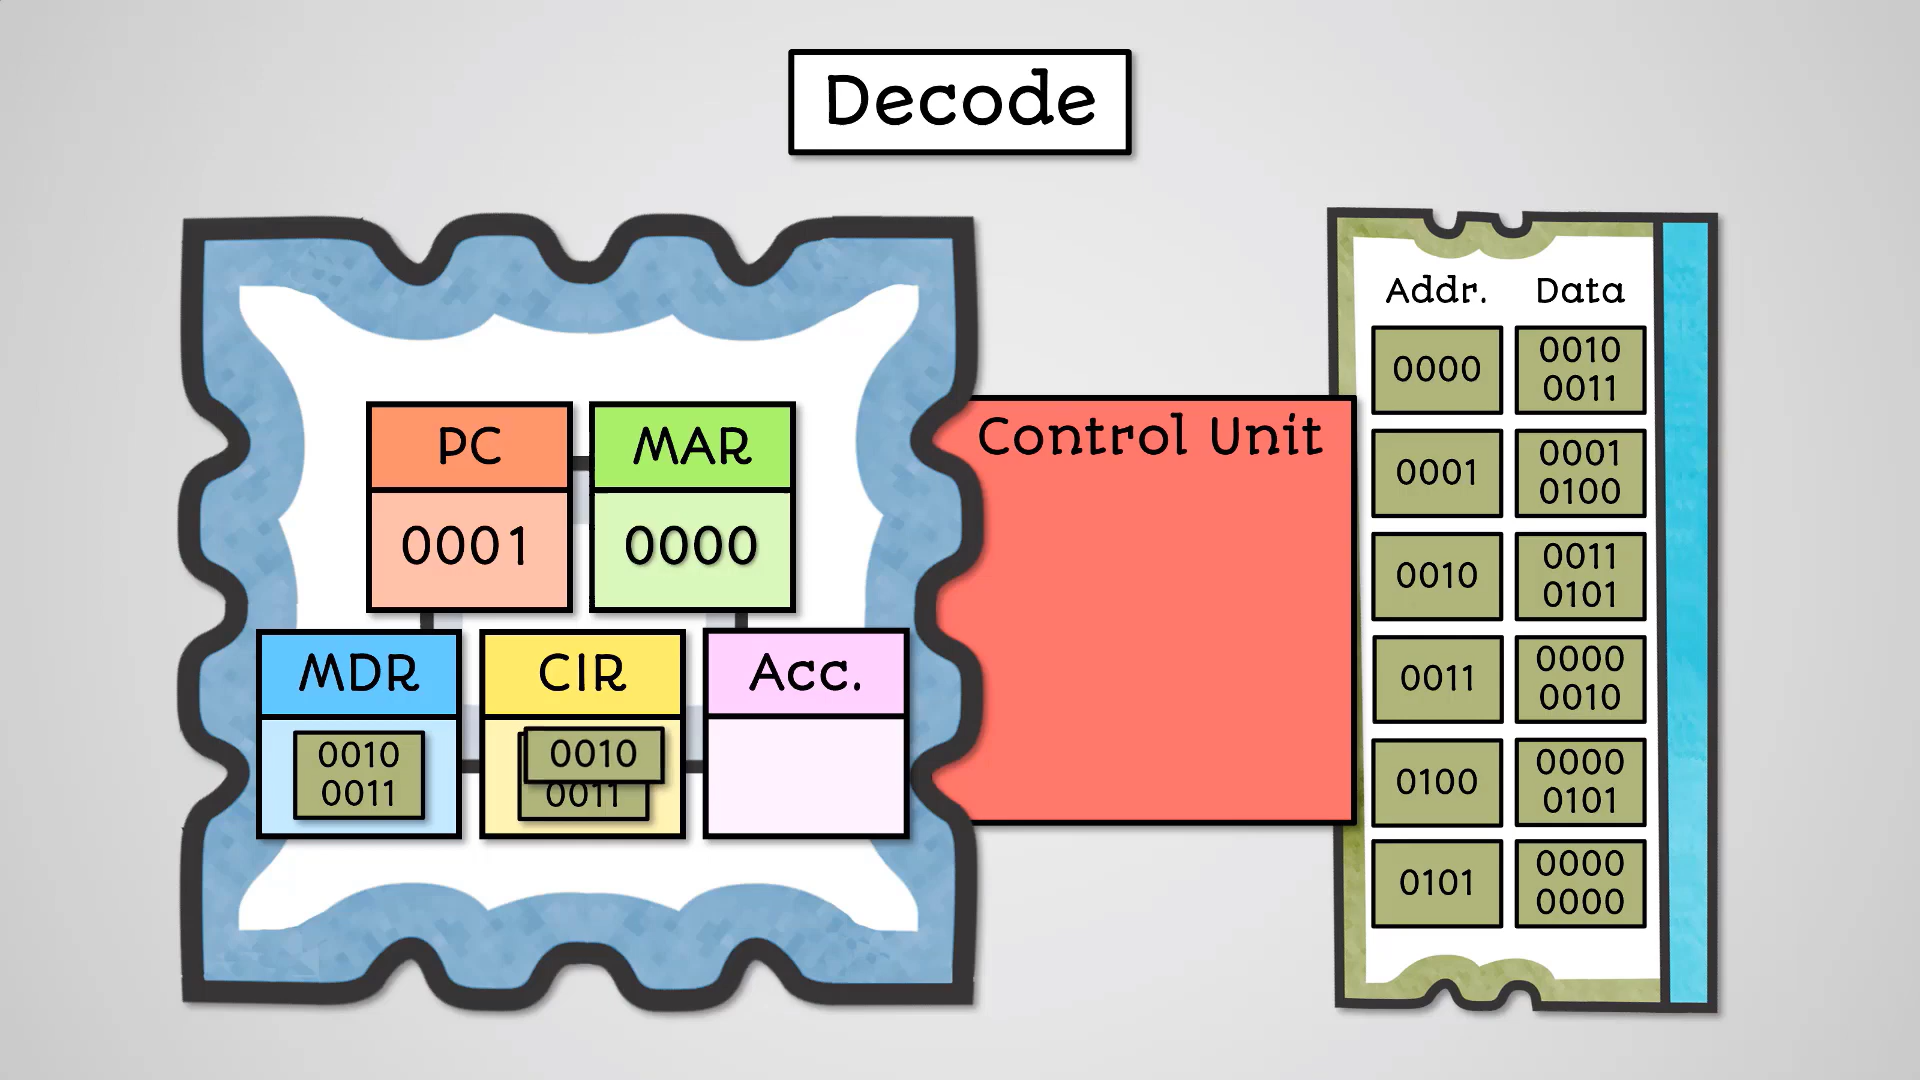 Decode
PC
0001
MAR
0000
MDR
0010
0011
CIR
0010
0011
Acc.
Control Unit
Addr. Data
0000 0010
0011
0001 0001
0100
0010 0011
0101
0011 0000
0010
0100 0000
0101
0101 0000
0000